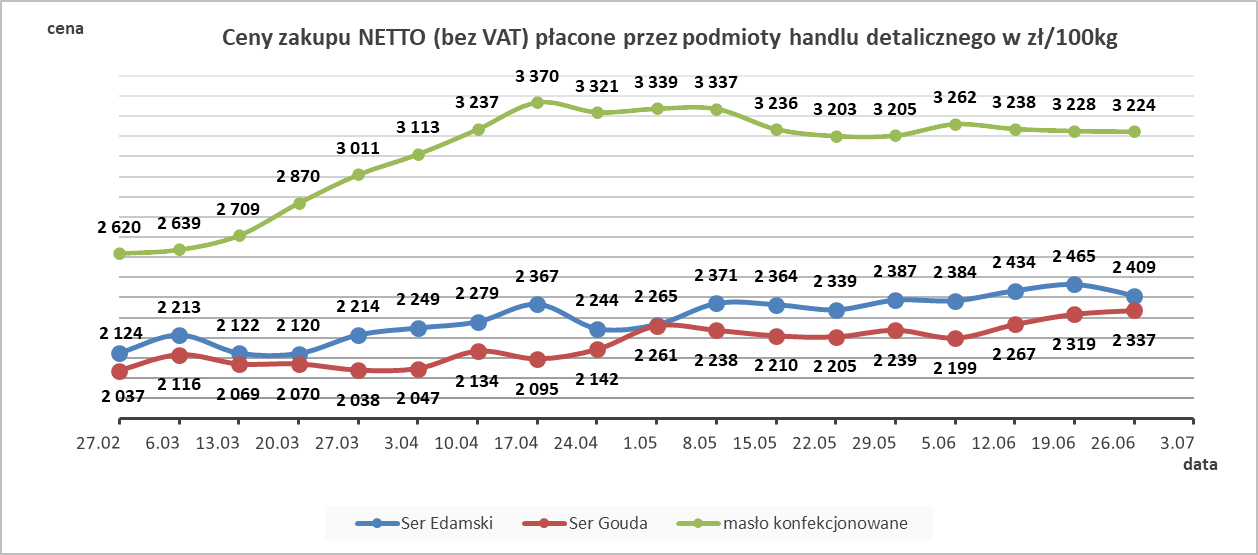 cena
Ceny zakupu NETTO (bez VAT) płacone przez podmioty handlu detalicznego w zł/100kg
2 620 2 639 2 709 2 870 3 011 3 113 3 237 3 370 3 321 3 339 3 337 3 236 3 203 3 205 3 262 3 238 3 228 3 224
2 124 2 213 2 122 2 120 2 214 2 249 2 279 2 367 2 244 2 265 2 371 2 364 2 339 2 387 2 384 2 434 2 465 2 409
2 037 2 116 2 069 2 070 2 038 2 047 2 134 2 095 2 142 2 261 2 238 2 210 2 205 2 239 2 199 2 267 2 319 2 337
27.02 6.03 13.03 20.03 27.03 3.04 10.04 17.04 24.04 1.05 8.05 15.05 22.05 29.05 5.06 12.06 19.06 26.06 3.07
data
Ser Edamski Ser Gouda masło konfekcjonowane